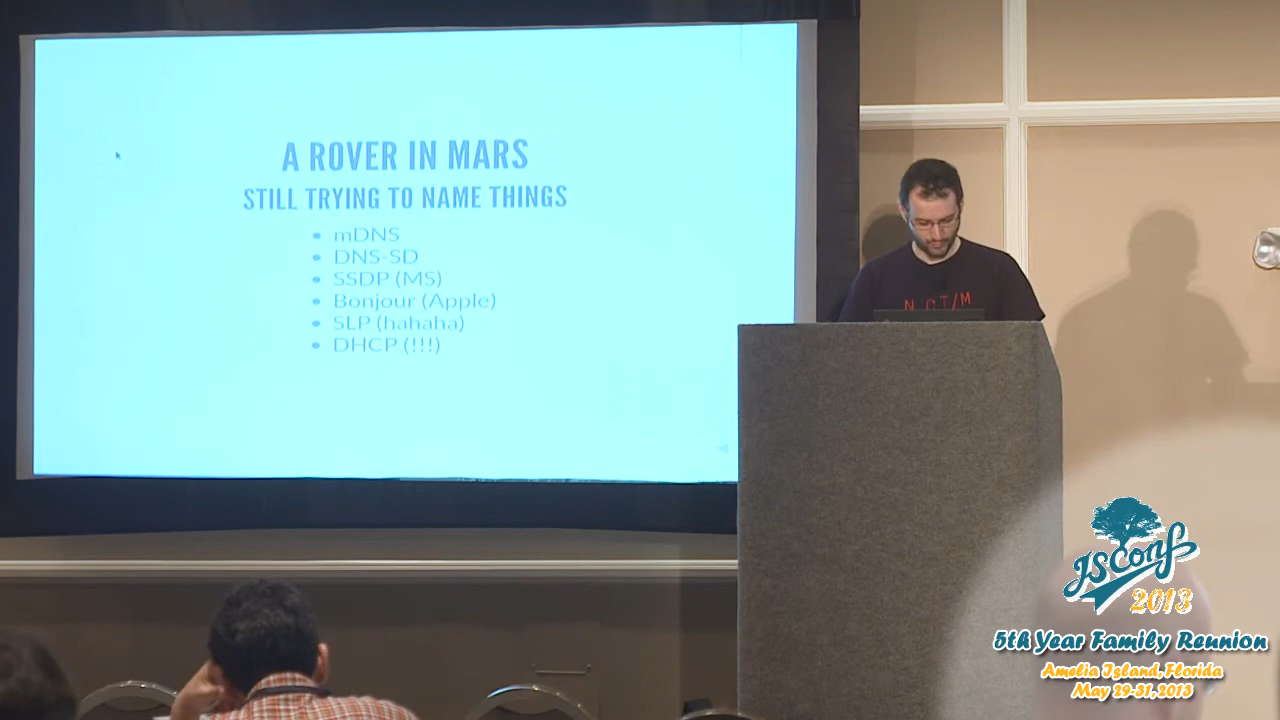 A ROVER IN MARS
STILL TRYING TO NAME THINGS
• mDNS
• DNS-SD
• SSDP (MS)
• Bonjour (Apple)
• SLP (hahaha)
• DHCP (!!!)
JSConf
2013
5th Year Family Reunion
Amelia Island, Florida
May 29-31, 2013